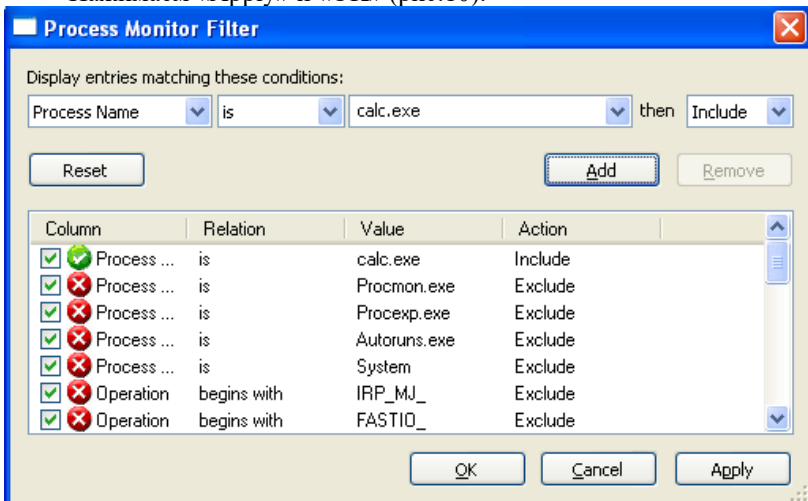 Process Monitor Filter
Display entries matching these conditions:
Process Name is calc.exe then Include
Reset Add Remove
Column Relation Value Action
Process ... is calc.exe Include
Process ... is Procmon.exe Exclude
Process ... is Procexp.exe Exclude
Process ... is Autoruns.exe Exclude
Process ... is System Exclude
Operation begins with IRP_MJ_ Exclude
Operation begins with FASTIO_ Exclude
OK Cancel Apply